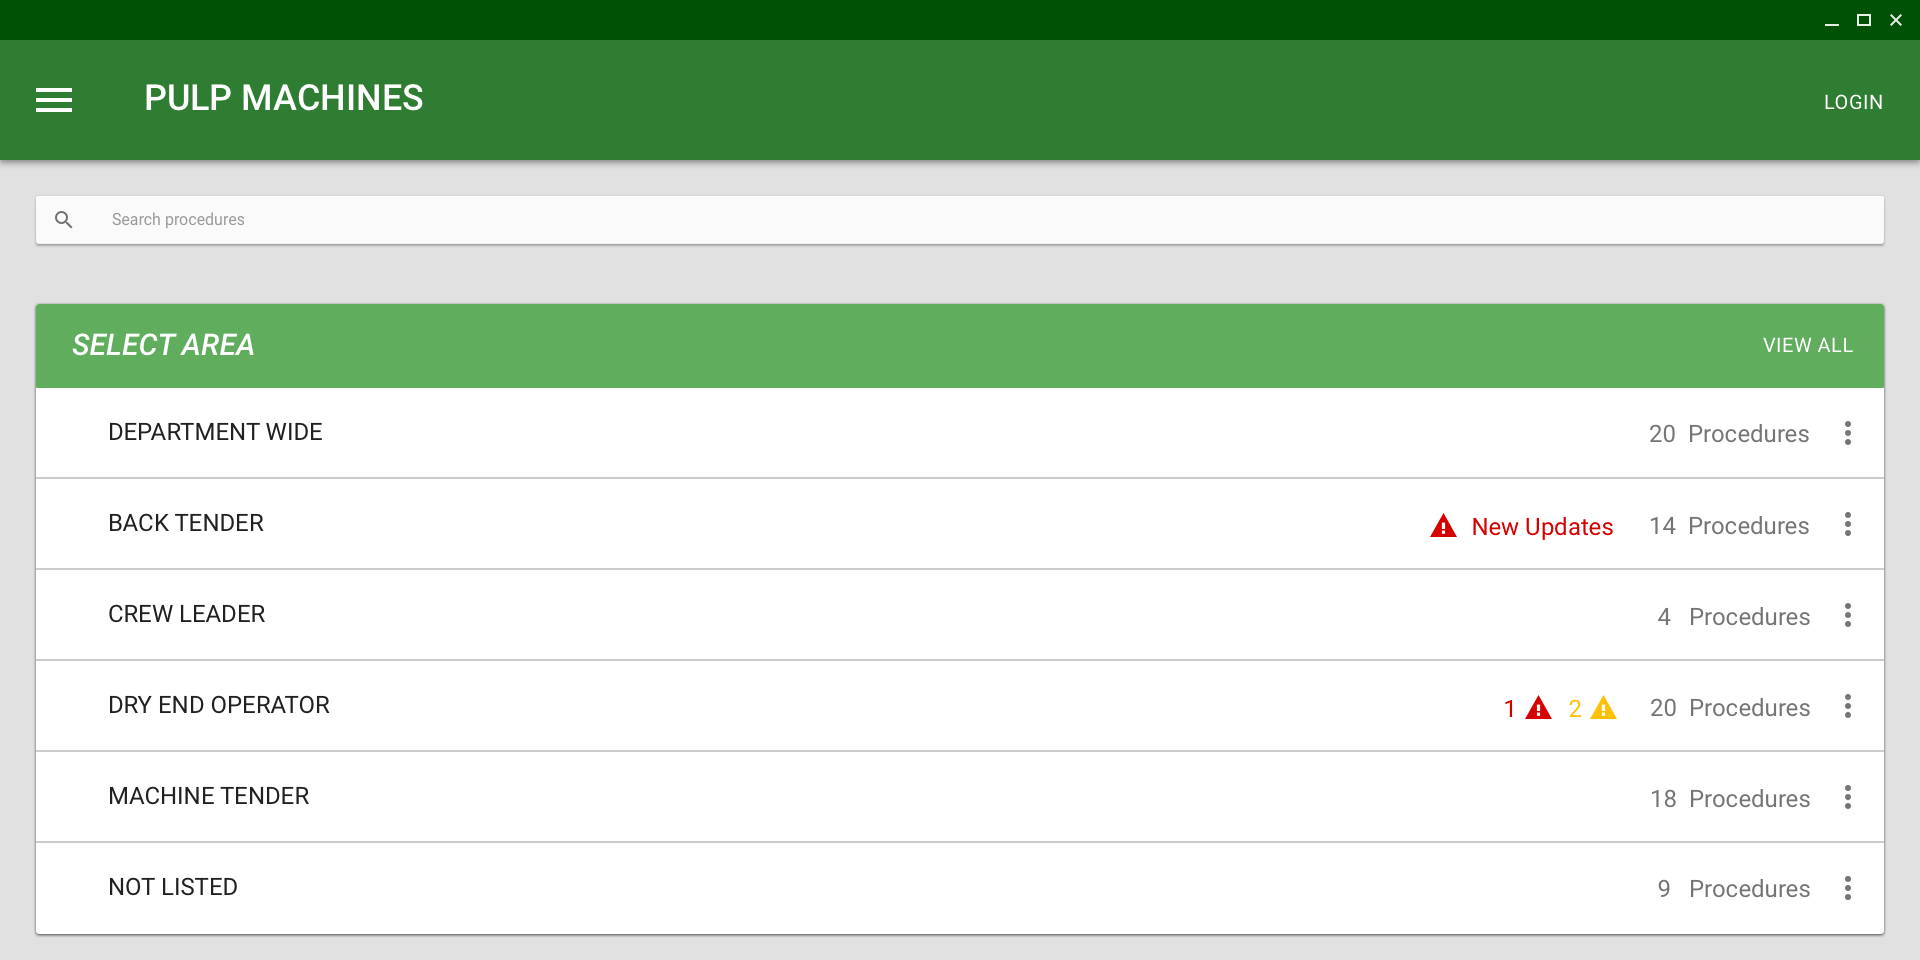 PULP MACHINES
LOGIN
Search procedures
SELECT AREA
VIEW ALL
DEPARTMENT WIDE
20 Procedures
BACK TENDER
New Updates
14 Procedures
CREW LEADER
4 Procedures
DRY END OPERATOR
1
2
20 Procedures
MACHINE TENDER
18 Procedures
NOT LISTED
9 Procedures